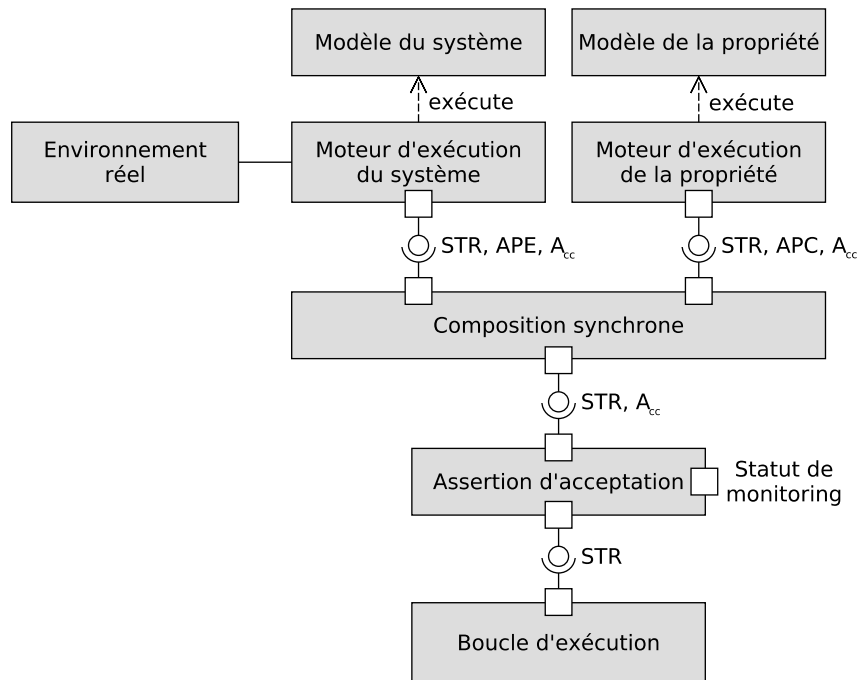 Modèle du système
Modèle de la propriété
exécute
exécute
Environnement
réel
Moteur d'exécution
du système
Moteur d'exécution
de la propriété
STR, APE, Acc
STR, APC, Acc
Composition synchrone
STR, Acc
Assertion d'acceptation
Statut de
monitoring
STR
Boucle d'exécution